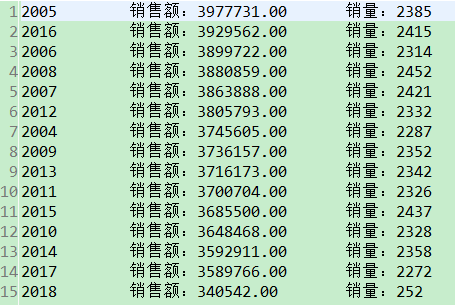 1 2005 销售额：3977731.00 销量：2385
2 2016 销售额：3929562.00 销量：2415
3 2006 销售额：3899722.00 销量：2314
4 2008 销售额：3880859.00 销量：2452
5 2007 销售额：3863888.00 销量：2421
6 2012 销售额：3805793.00 销量：2332
7 2004 销售额：3745605.00 销量：2287
8 2009 销售额：3736157.00 销量：2352
9 2013 销售额：3716173.00 销量：2342
10 2011 销售额：3700704.00 销量：2326
11 2015 销售额：3685500.00 销量：2437
12 2010 销售额：3648468.00 销量：2328
13 2014 销售额：3592911.00 销量：2358
14 2017 销售额：3589766.00 销量：2272
15 2018 销售额：340542.00 销量：252